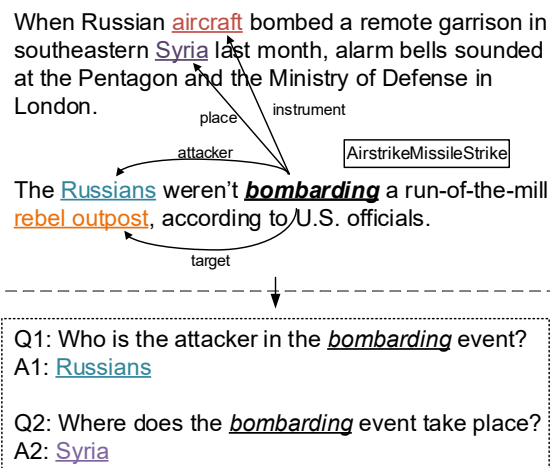 When Russian aircraft bombed a remote garrison in
southeastern Syria last month, alarm bells sounded
at the Pentagon and the Ministry of Defense in
London.
instrument
place
attacker
AirstrikeMissileStrike
The Russians weren't bombarding a run-of-the-mill
rebel outpost, according to U.S. officials.
target
Q1: Who is the attacker in the bombarding event?
A1: Russians
Q2: Where does the bombarding event take place?
A2: Syria